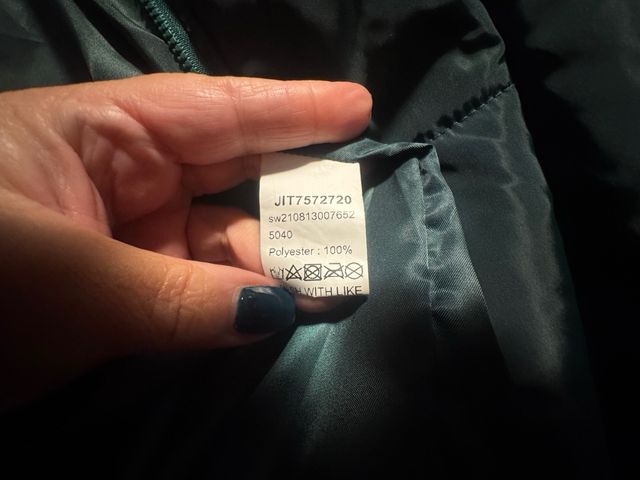 JIT7572720
sw210813007652
5040
Polyester : 100%
WITH LIKE